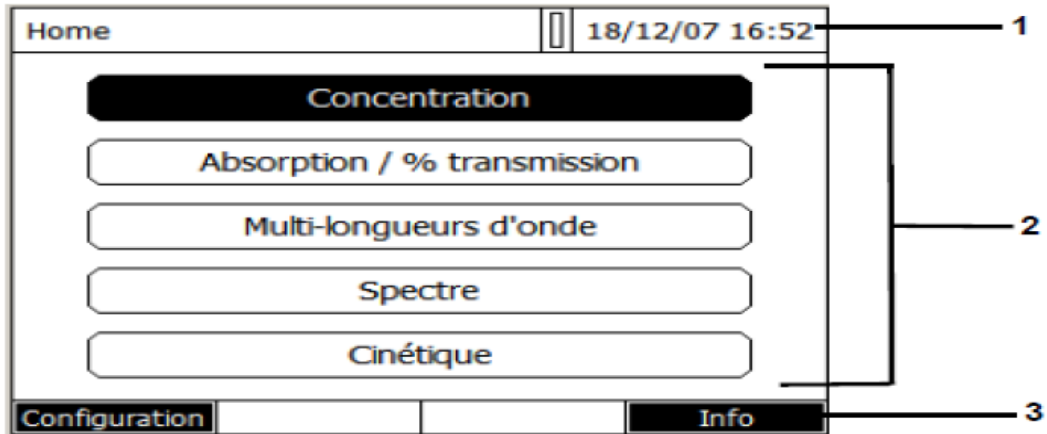 Home 18/12/07 16:52 1
Concentration
Absorption / % transmission
Multi-longueurs d'onde 2
Spectre
Cinétique
Configuration Info 3